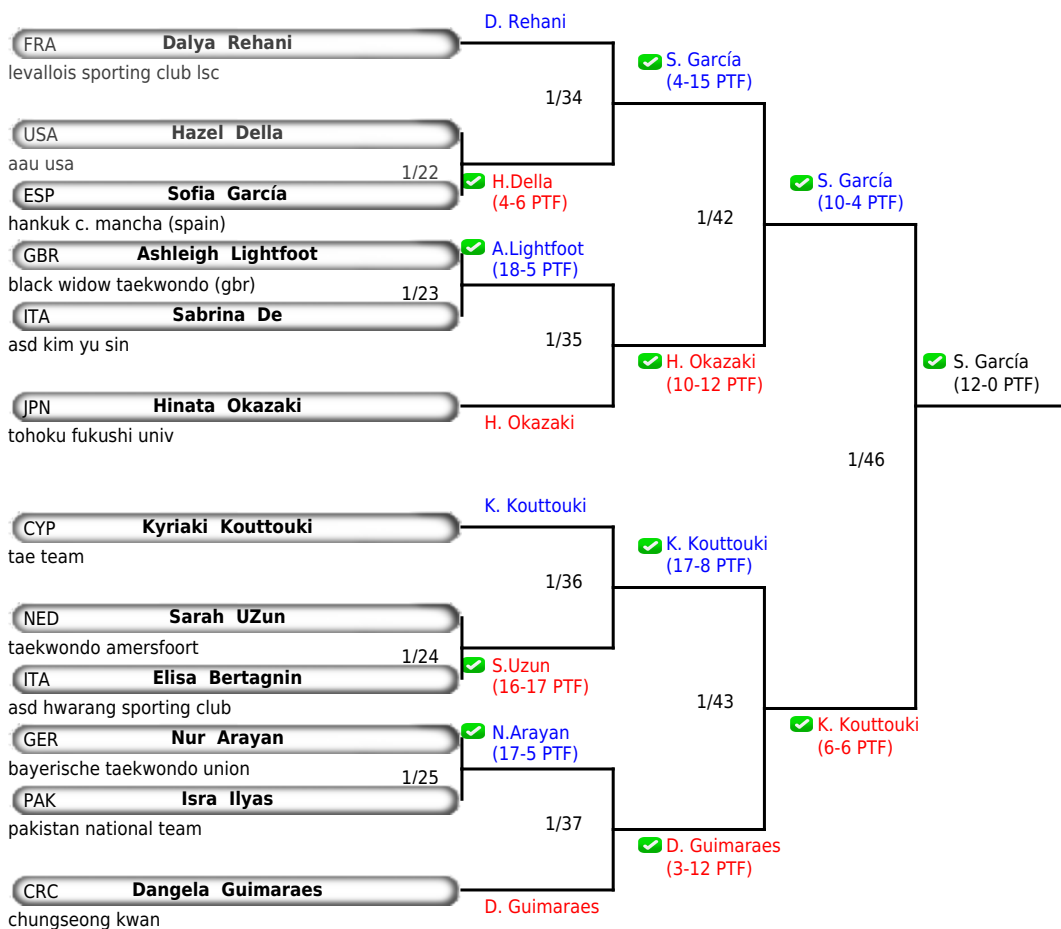 D. Rehani
FRA Dalya Rehani
levallois sporting club lsc
S. García
(4-15 PTF)
1/34
USA Hazel Della
aau usa
1/22
H.Della
(4-6 PTF)
ESP Sofia García
hankuk c. mancha (spain)
S. García
(10-4 PTF)
1/42
GBR Ashleigh Lightfoot
black widow taekwondo (gbr)
A.Lightfoot
(18-5 PTF)
1/23
ITA Sabrina De
asd kim yu sin
1/35
H. Okazaki
(10-12 PTF)
S. García
(12-0 PTF)
JPN Hinata Okazaki
tohoku fukushi univ
H. Okazaki
1/46
K. Kouttouki
CYP Kyriaki Kouttouki
tae team
K. Kouttouki
(17-8 PTF)
1/36
NED Sarah UZun
taekwondo amersfoort
1/24
S.Uzun
(16-17 PTF)
ITA Elisa Bertagnin
asd hwarang sporting club
1/43
K. Kouttouki
(6-6 PTF)
GER Nur Arayan
bayerische taekwondo union
N.Arayan
(17-5 PTF)
1/25
PAK Isra Ilyas
pakistan national team
1/37
D. Guimaraes
(3-12 PTF)
CRC Dangela Guimaraes
chungseong kwan
D. Guimaraes